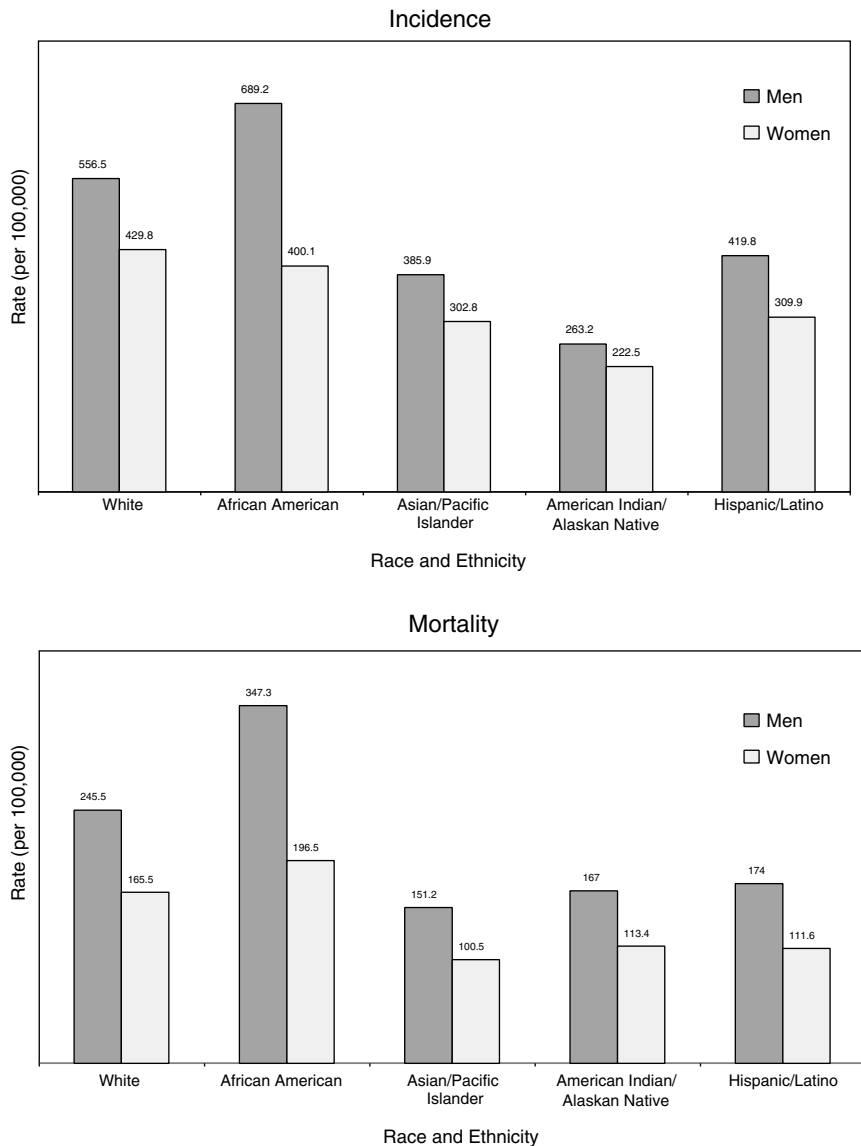 Incidence
Rate (per 100,000)
Men
Women
556.5
429.8
689.2
400.1
385.9
302.8
263.2
222.5
419.8
309.9
White
African American
Asian/Pacific
Islander
American Indian/
Alaskan Native
Hispanic/Latino
Race and Ethnicity
Mortality
Rate (per 100,000)
Men
Women
245.5
165.5
347.3
196.5
151.2
100.5
167
113.4
174
111.6
White
African American
Asian/Pacific
Islander
American Indian/
Alaskan Native
Hispanic/Latino
Race and Ethnicity